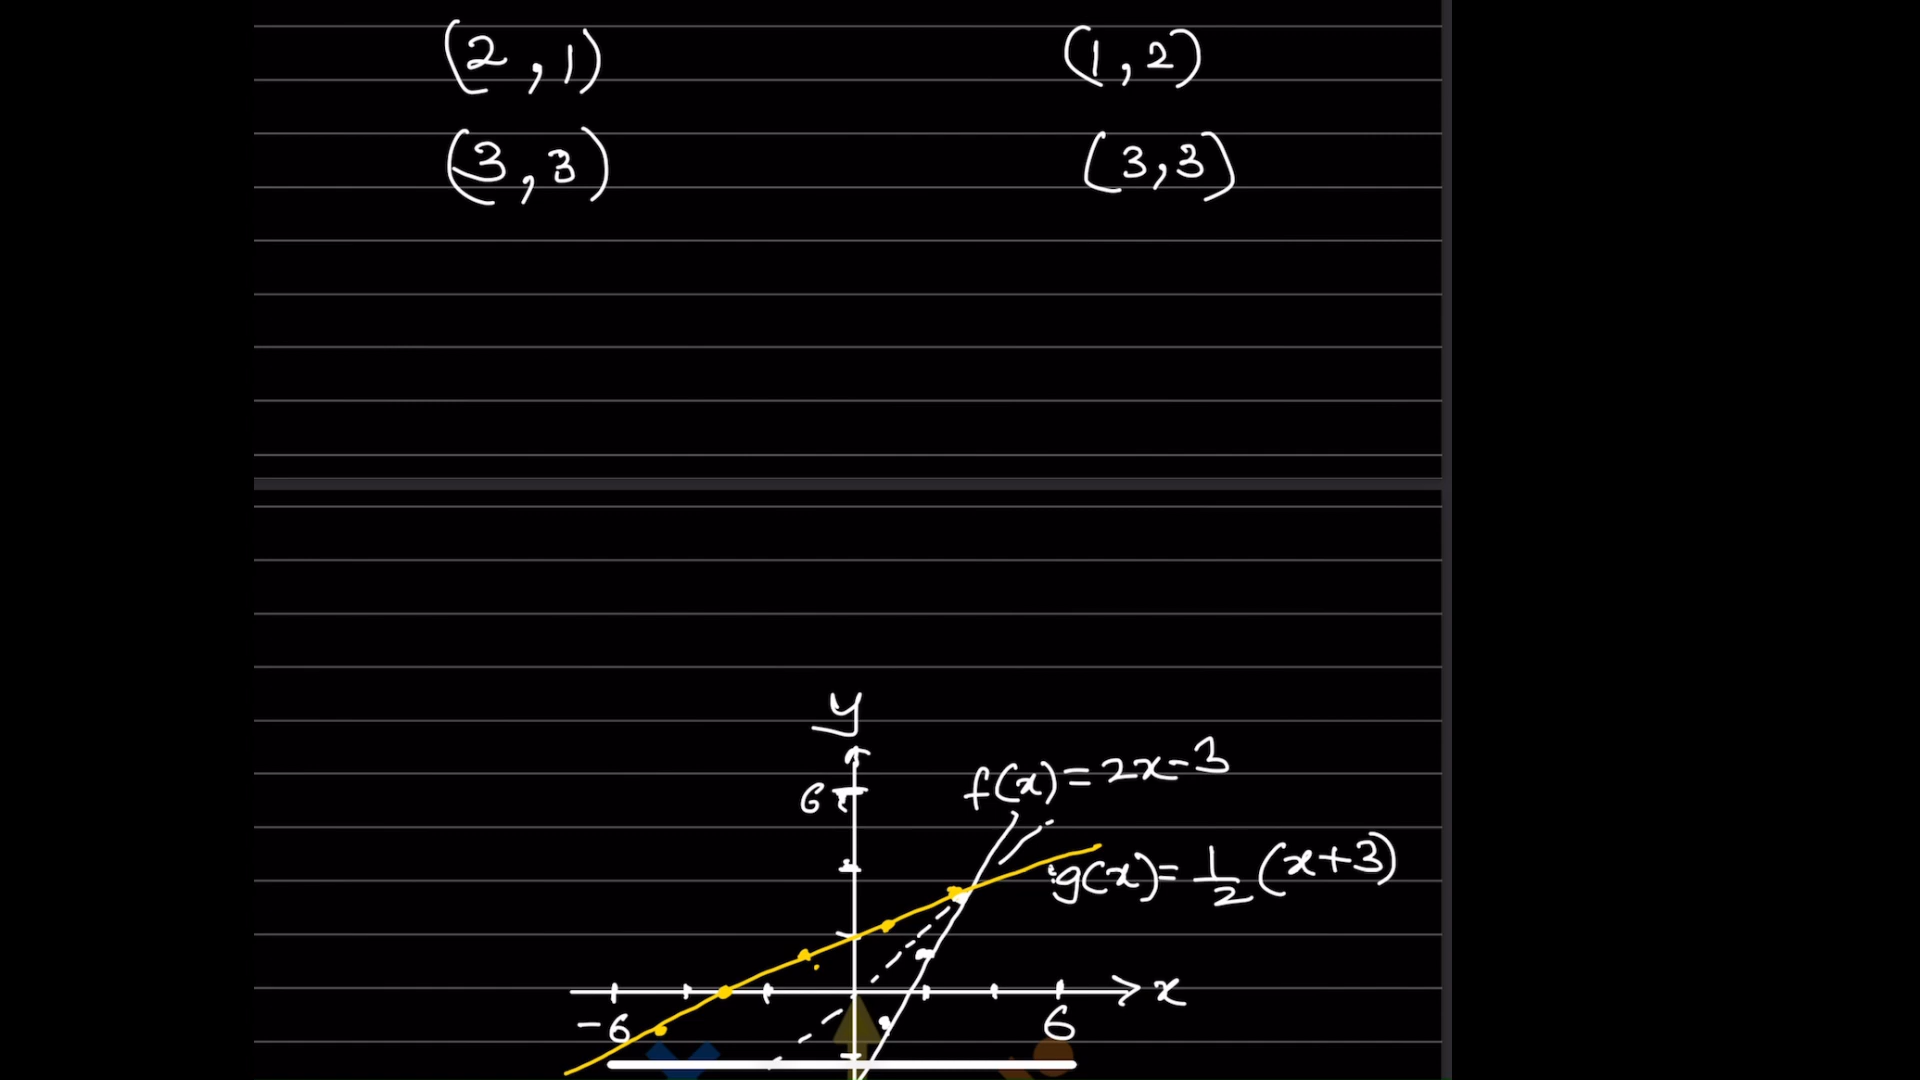 (2,1) (1,2)
(3,3) (3,3)
y
6
f(x)=2x-3
g(x)=1/2(x+3)
x
-6 6